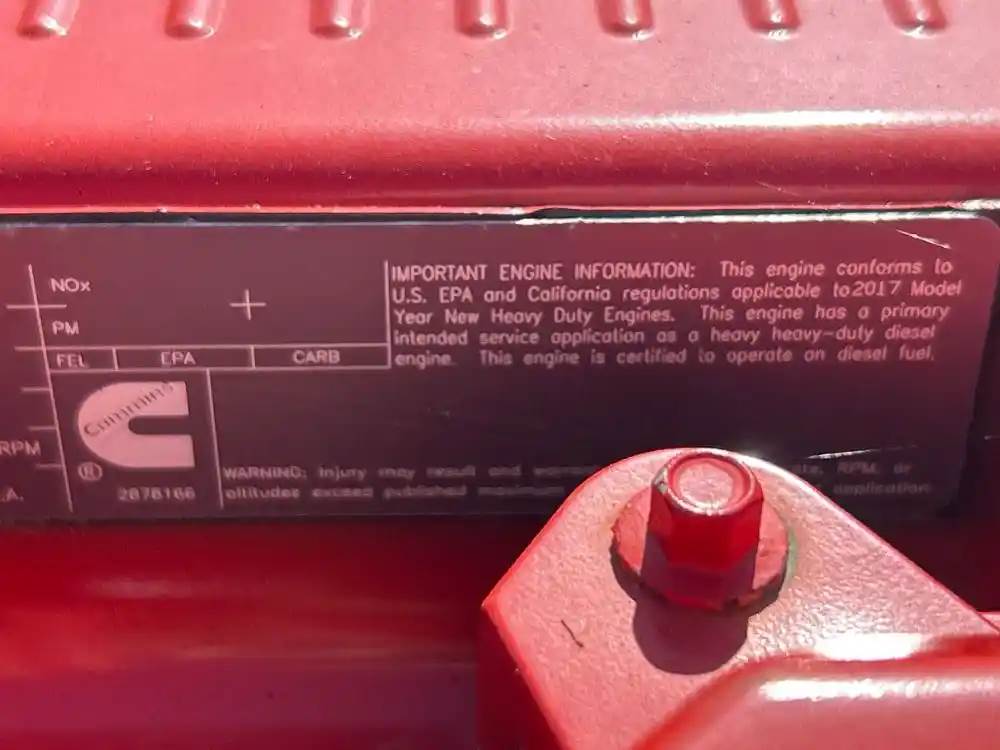 NOx
PM
FEL EPA CARB
IMPORTANT ENGINE INFORMATION: This engine conforms to
U.S. EPA and California regulations applicable to 2017 Model
Year New Heavy Duty Engines. This engine has a primary
intended service application as a heavy heavy-duty diesel
engine. This engine is certified to operate on diesel fuel.
Cummins
RPM
®
.A.
2878166
WARNING: Injury may result and RPM or
altitudes exceed published maximum application.